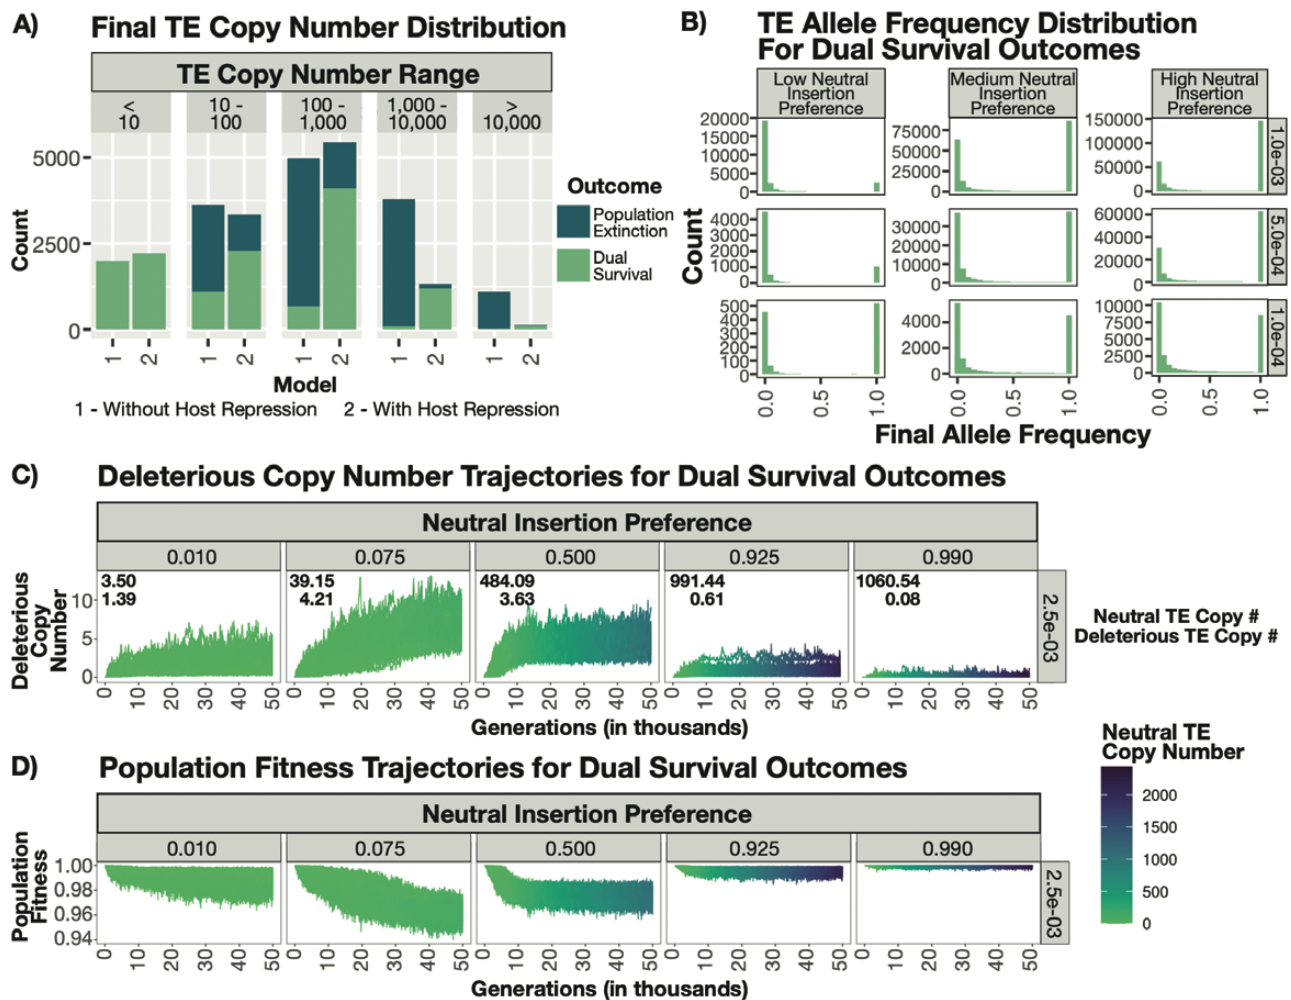 A) Final TE Copy Number Distribution
TE Copy Number Range
< 10
10 - 100
100 - 1,000
1,000 - 10,000
> 10,000
Count
5000
2500
0
1 2 1 2 1 2 1 2 1 2
Model
1 - Without Host Repression 2 - With Host Repression
Outcome
Population
Extinction
Dual
Survival
B) TE Allele Frequency Distribution
For Dual Survival Outcomes
Low Neutral
Insertion
Preference
Medium Neutral
Insertion
Preference
High Neutral
Insertion
Preference
Count
20000
15000
10000
5000
0
75000
50000
25000
0
150000
100000
50000
0
1.0e-03
4000
3000
2000
1000
0
30000
20000
10000
0
60000
40000
20000
0
5.0e-04
500
400
300
200
100
0
4000
2000
0
10000
7500
5000
2500
0
1.0e-04
0.0 0.5 1.0 0.0 0.5 1.0 0.0 0.5 1.0
Final Allele Frequency
C) Deleterious Copy Number Trajectories for Dual Survival Outcomes
Neutral Insertion Preference
0.010 0.075 0.500 0.925 0.990
Deleterious
Copy
Number
10
5
0
3.50
1.39
39.15
4.21
484.09
3.63
991.44
0.61
1060.54
0.08
2.5e-03
Neutral TE Copy #
Deleterious TE Copy #
0 10 20 30 40 50 0 10 20 30 40 50 0 10 20 30 40 50 0 10 20 30 40 50 0 10 20 30 40 50
Generations (in thousands)
D) Population Fitness Trajectories for Dual Survival Outcomes
Neutral Insertion Preference
0.010 0.075 0.500 0.925 0.990
Population
Fitness
1.00
0.98
0.96
0.94
2.5e-03
0 10 20 30 40 50 0 10 20 30 40 50 0 10 20 30 40 50 0 10 20 30 40 50 0 10 20 30 40 50
Generations (in thousands)
Neutral TE
Copy Number
2000
1500
1000
500
0